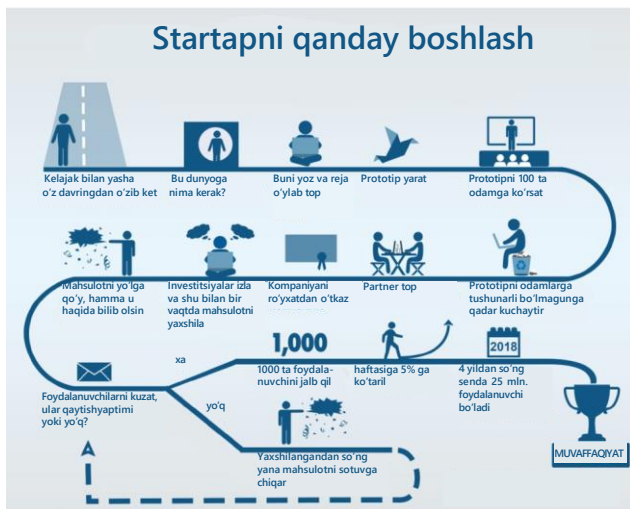 Startapni qanday boshlash
Kelajak bilan yasha
o'z davringdan o'zib ket
Bu dunyoga
nima kerak?
Buni yoz va reja
o'ylab top
Prototip yarat
Prototipni 100 ta
odamga ko'rsat
Prototipni odamlarga
tushunarli bo'lmagunga
qadar kuchaytir
Partner top
Kompaniyani
ro'yxatdan o'tkaz
Investitsiyalar izla
va shu bilan bir
vaqtda mahsulotni
yaxshila
Mahsulotni yo'lga
qo'y, hamma u
haqida bilib olsin
Foydalanuvchilarni kuzat,
ular qaytishyaptimi
yoki yo'q?
xa
1,000
1000 ta foydala-
nuvchini jalb qil
haftasiga 5% ga
ko'taril
2018
4 yildan so'ng
senda 25 mln.
foydalanuvchi
bo'ladi
MUVAFFAQIYAT
yo'q
Yaxshilangandan so'ng
yana mahsulotni sotuvga
chiqar